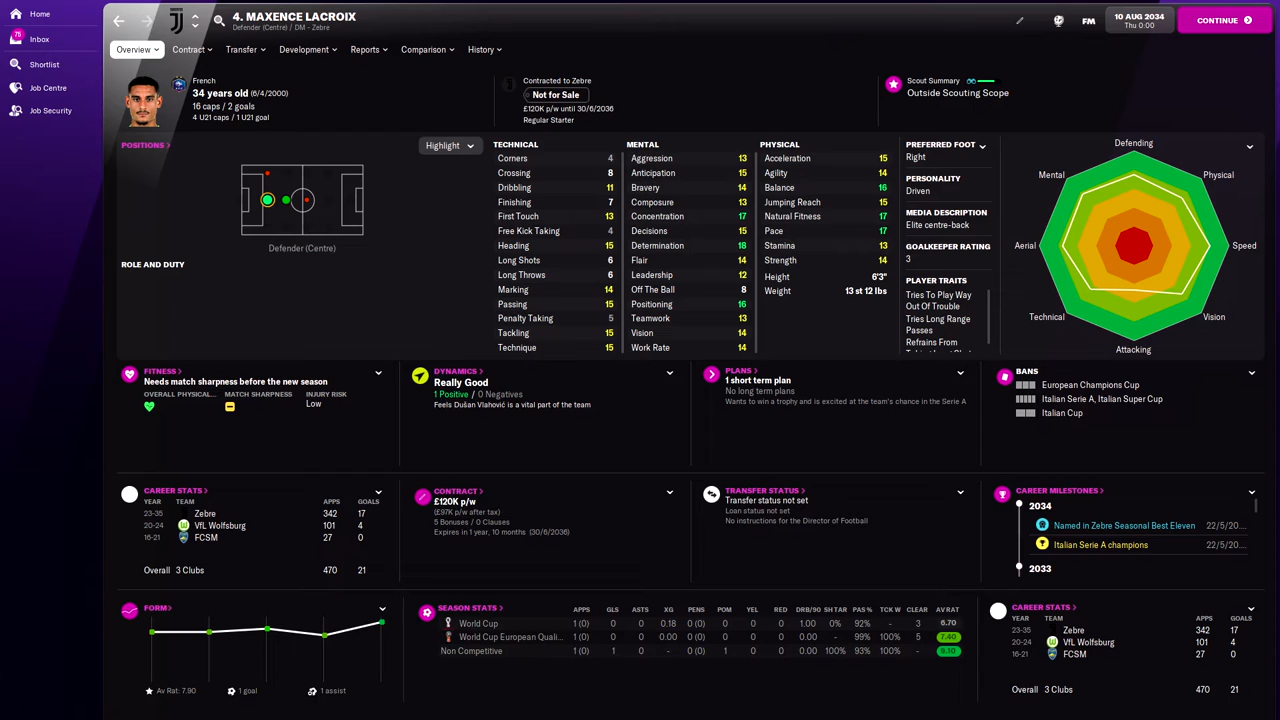 Home
75
Inbox
Shortlist
Job Centre
Job Security
4. MAXENCE LACROIX
Defender (Centre) / DM - Zebre
FM
10 AUG 2034
Thu 0:00
CONTINUE
Overview
Contract
Transfer
Development
Reports
Comparison
History
French
34 years old (6/4/2000)
16 caps / 2 goals
4 U21 caps / 1 U21 goal
Contracted to Zebre
Not for Sale
£120K p/w until 30/6/2036
Regular Starter
Scout Summary
Outside Scouting Scope
POSITIONS
Highlight
Defender (Centre)
ROLE AND DUTY
TECHNICAL
Corners 4
Crossing 8
Dribbling 11
Finishing 7
First Touch 13
Free Kick Taking 4
Heading 15
Long Shots 6
Long Throws 6
Marking 14
Passing 15
Penalty Taking 5
Tackling 15
Technique 15
MENTAL
Aggression 13
Anticipation 15
Bravery 14
Composure 13
Concentration 17
Decisions 15
Determination 18
Flair 14
Leadership 12
Off The Ball 8
Positioning 16
Teamwork 13
Vision 14
Work Rate 14
PHYSICAL
Acceleration 15
Agility 14
Balance 16
Jumping Reach 15
Natural Fitness 17
Pace 17
Stamina 13
Strength 14
Height 6'3"
Weight 13 st 12 lbs
PREFERRED FOOT
Right
PERSONALITY
Driven
MEDIA DESCRIPTION
Elite centre-back
GOALKEEPER RATING
3
PLAYER TRAITS
Tries To Play Way
Out Of Trouble
Tries Long Range
Passes
Refrains From
Defending
Physical
Speed
Vision
Attacking
Technical
Aerial
Mental
FITNESS
Needs match sharpness before the new season
OVERALL PHYSICAL... MATCH SHARPNESS INJURY RISK
Low
DYNAMICS
Really Good
1 Positive / 0 Negatives
Feels Dušan Vlahović is a vital part of the team
PLANS
1 short term plan
No long term plans
Wants to win a trophy and is excited at the team's chance in the Serie A
BANS
European Champions Cup
Italian Serie A, Italian Super Cup
Italian Cup
CAREER STATS
YEAR TEAM APPS GOALS
23-35 Zebre 342 17
20-24 VfL Wolfsburg 101 4
16-21 FCSM 27 0
Overall 3 Clubs 470 21
CONTRACT
£120K p/w
(£97K p/w after tax)
5 Bonuses / 0 Clauses
Expires in 1 year, 10 months (30/6/2036)
TRANSFER STATUS
Transfer status not set
Loan status not set
No instructions for the Director of Football
CAREER MILESTONES
2034
Named in Zebre Seasonal Best Eleven 22/5/20...
Italian Serie A champions 22/5/20...
2033
FORM
Av Rat: 7.90
1 goal
1 assist
SEASON STATS
APPS GLS ASTS XG PENS POM YEL RED DRB/90 SH TAR PAS % TCK W CLEAR AV RAT
World Cup 1 (0) 0 0 0.18 0 (0) 0 0 0 1.00 0% 92% - 3 6.70
World Cup European Quali... 1 (0) 0 0 0.00 0 (0) 0 0 0 0.00 - 99% 100% 5 7.40
Non Competitive 1 (0) 1 0 - 0 (0) 1 0 0 0.00 100% 93% 100% - 9.10
CAREER STATS
YEAR TEAM APPS GOALS
23-35 Zebre 342 17
20-24 VfL Wolfsburg 101 4
16-21 FCSM 27 0
Overall 3 Clubs 470 21